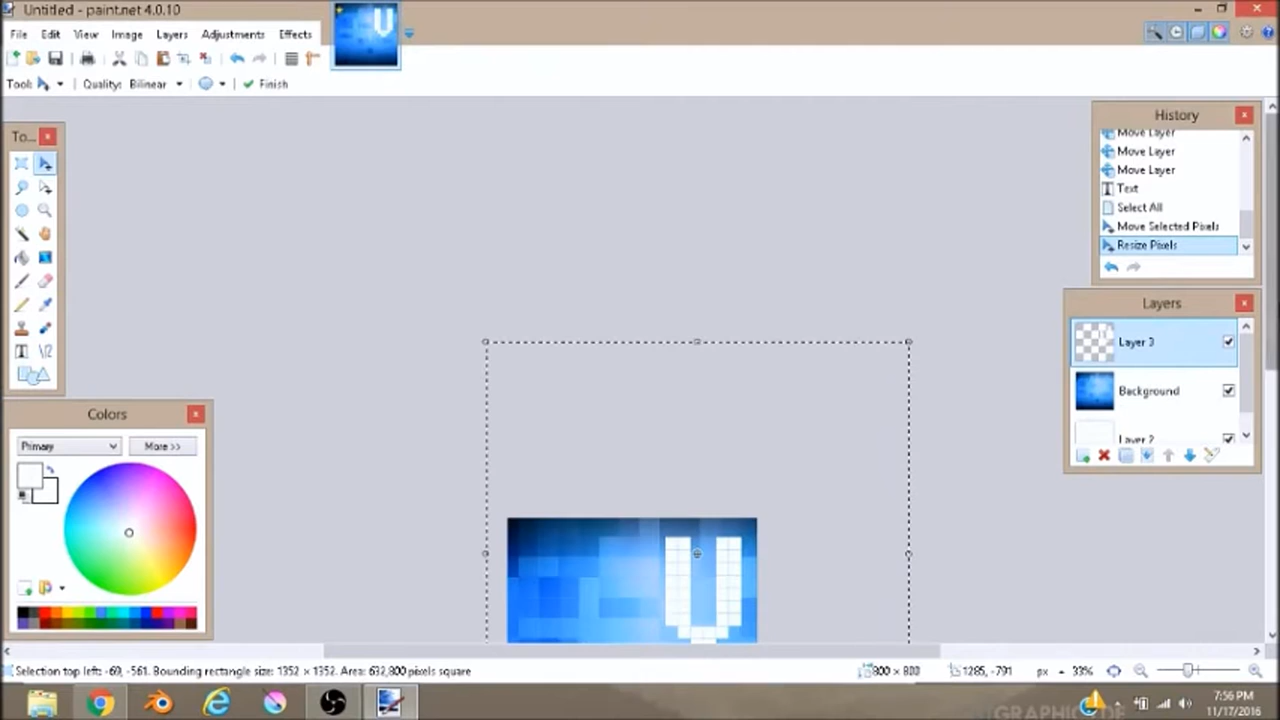 Untitled - paint.net 4.0.10
File Edit View Image Layers Adjustments Effects
Tool: Quality: Bilinear Finish
To...
History
Move Layer
Move Layer
Move Layer
Text
Select All
Move Selected Pixels
Resize Pixels
Layers
Layer 3
Background
Layer 2
Colors
Primary
More >>
U
Selection top left: -69, -561. Bounding rectangle size: 1352 × 1352. Area: 632,800 pixels square
800 × 800
1285, -791
px
33%
7:56 PM
11/17/2016